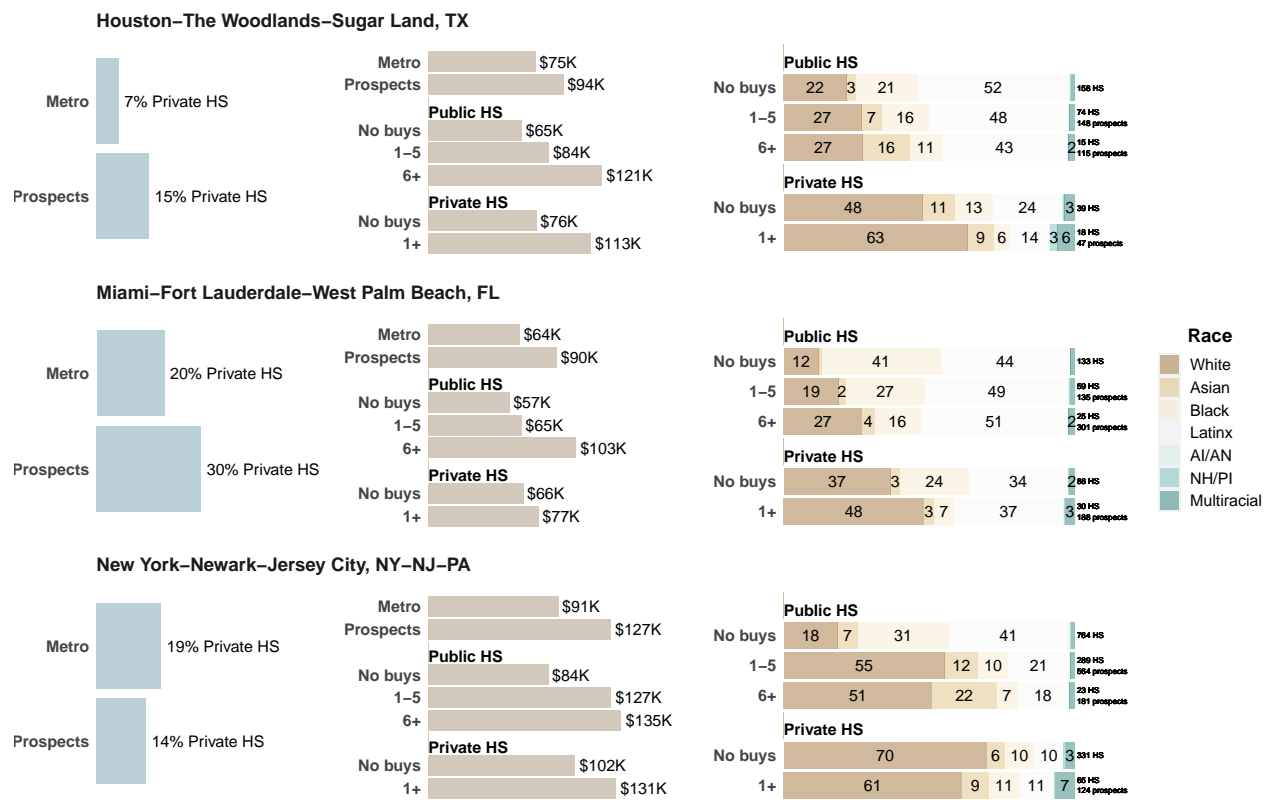 Houston–The Woodlands–Sugar Land, TX
Metro
7% Private HS
Prospects
15% Private HS
Metro
$75K
Prospects
$94K
Public HS
No buys
$65K
1–5
$84K
6+
$121K
Private HS
No buys
$76K
1+
$113K
Public HS
No buys 22 3 21 52 158 HS
1–5 27 7 16 48 74 HS
148 prospects
6+ 27 16 11 43 2 15 HS
115 prospects
Private HS
No buys 48 11 13 24 3 39 HS
1+ 63 9 6 14 3 6 18 HS
47 prospects
Miami–Fort Lauderdale–West Palm Beach, FL
Metro
20% Private HS
Prospects
30% Private HS
Metro
$64K
Prospects
$90K
Public HS
No buys
$57K
1–5
$65K
6+
$103K
Private HS
No buys
$66K
1+
$77K
Public HS
No buys 12 41 44 133 HS
1–5 19 2 27 49 59 HS
135 prospects
6+ 27 4 16 51 2 25 HS
301 prospects
Private HS
No buys 37 3 24 34 2 HS
1+ 48 3 7 37 3 30 HS
prospects
Race
White
Asian
Black
Latinx
AI/AN
NH/PI
Multiracial
New York–Newark–Jersey City, NY–NJ–PA
Metro
19% Private HS
Prospects
14% Private HS
Metro
$91K
Prospects
$127K
Public HS
No buys
$84K
1–5
$127K
6+
$135K
Private HS
No buys
$102K
1+
$131K
Public HS
No buys 18 7 31 41 764 HS
1–5 55 12 10 21 289 HS
564 prospects
6+ 51 22 7 18 23 HS
181 prospects
Private HS
No buys 70 6 10 10 3 331 HS
1+ 61 9 11 11 7 65 HS
124 prospects